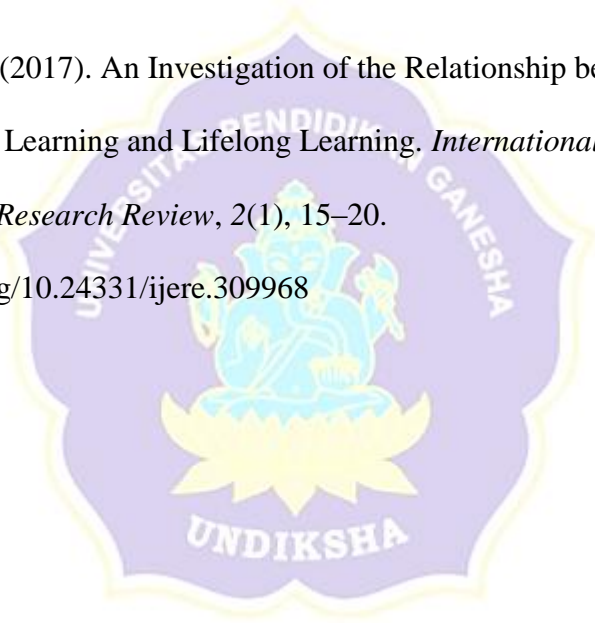 (2017). An Investigation of the Relationship be
Learning and Lifelong Learning. International
Research Review, 2(1), 15–20.
g/10.24331/ijere.309968
UNIVERSITAS PENDIDIKAN GANESHA
UNDIKSHA